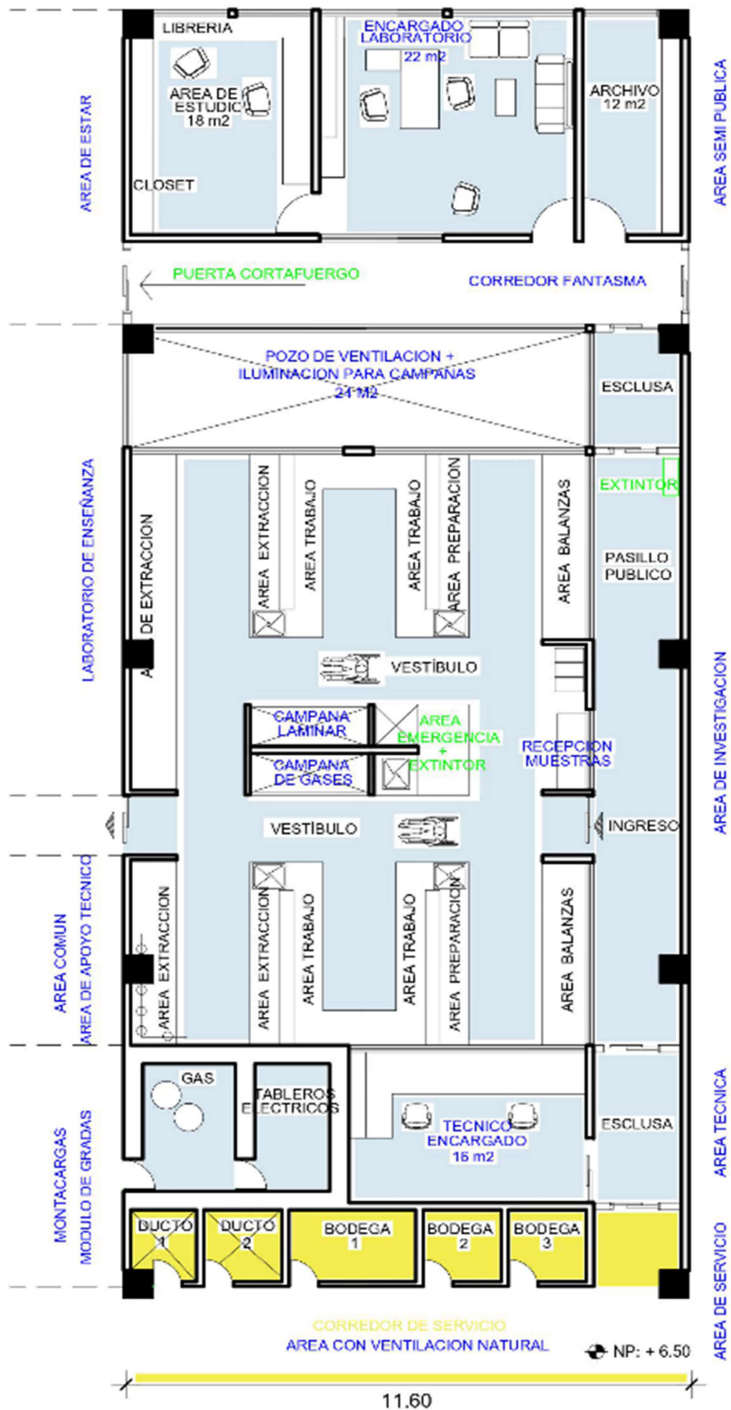 LIBRERIA
AREA DE
ESTUDIO
18 m2
CLOSET
ENCARGADO
LABORATORIO
22 m2
ARCHIVO
12 m2
AREA DE ESTAR
AREA SEMI PUBLICA
PUERTA CORTAFUERGO
CORREDOR FANTASMA
POZO DE VENTILACION +
ILUMINACION PARA CAMPANAS
24 M2
ESCLUSA
EXTINTOR
PASILLO
PUBLICO
LABORATORIO DE ENSEÑANZA
DE EXTRACCION
AREA EXTRACCION
AREA TRABAJO
AREA TRABAJO
AREA PREPARACION
AREA BALANZAS
VESTÍBULO
CAMPANA
LAMINAR
CAMPANA
DE GASES
AREA
EMERGENCIA
+
EXTINTOR
RECEPCION
MUESTRAS
AREA DE INVESTIGACION
VESTÍBULO
INGRESO
AREA COMUN
AREA DE APOYO TECNICO
AREA EXTRACCION
AREA EXTRACCION
AREA TRABAJO
AREA TRABAJO
AREA PREPARACION
AREA BALANZAS
GAS
TABLEROS
ELECTRICOS
TECNICO
ENCARGADO
16 m2
ESCLUSA
AREA TECNICA
MONTACARGAS
MODULO DE GRADAS
DUCTO
1
DUCTO
2
BODEGA
1
BODEGA
2
BODEGA
3
AREA DE SERVICIO
CORREDOR DE SERVICIO
AREA CON VENTILACION NATURAL
NP: + 6.50
11.60